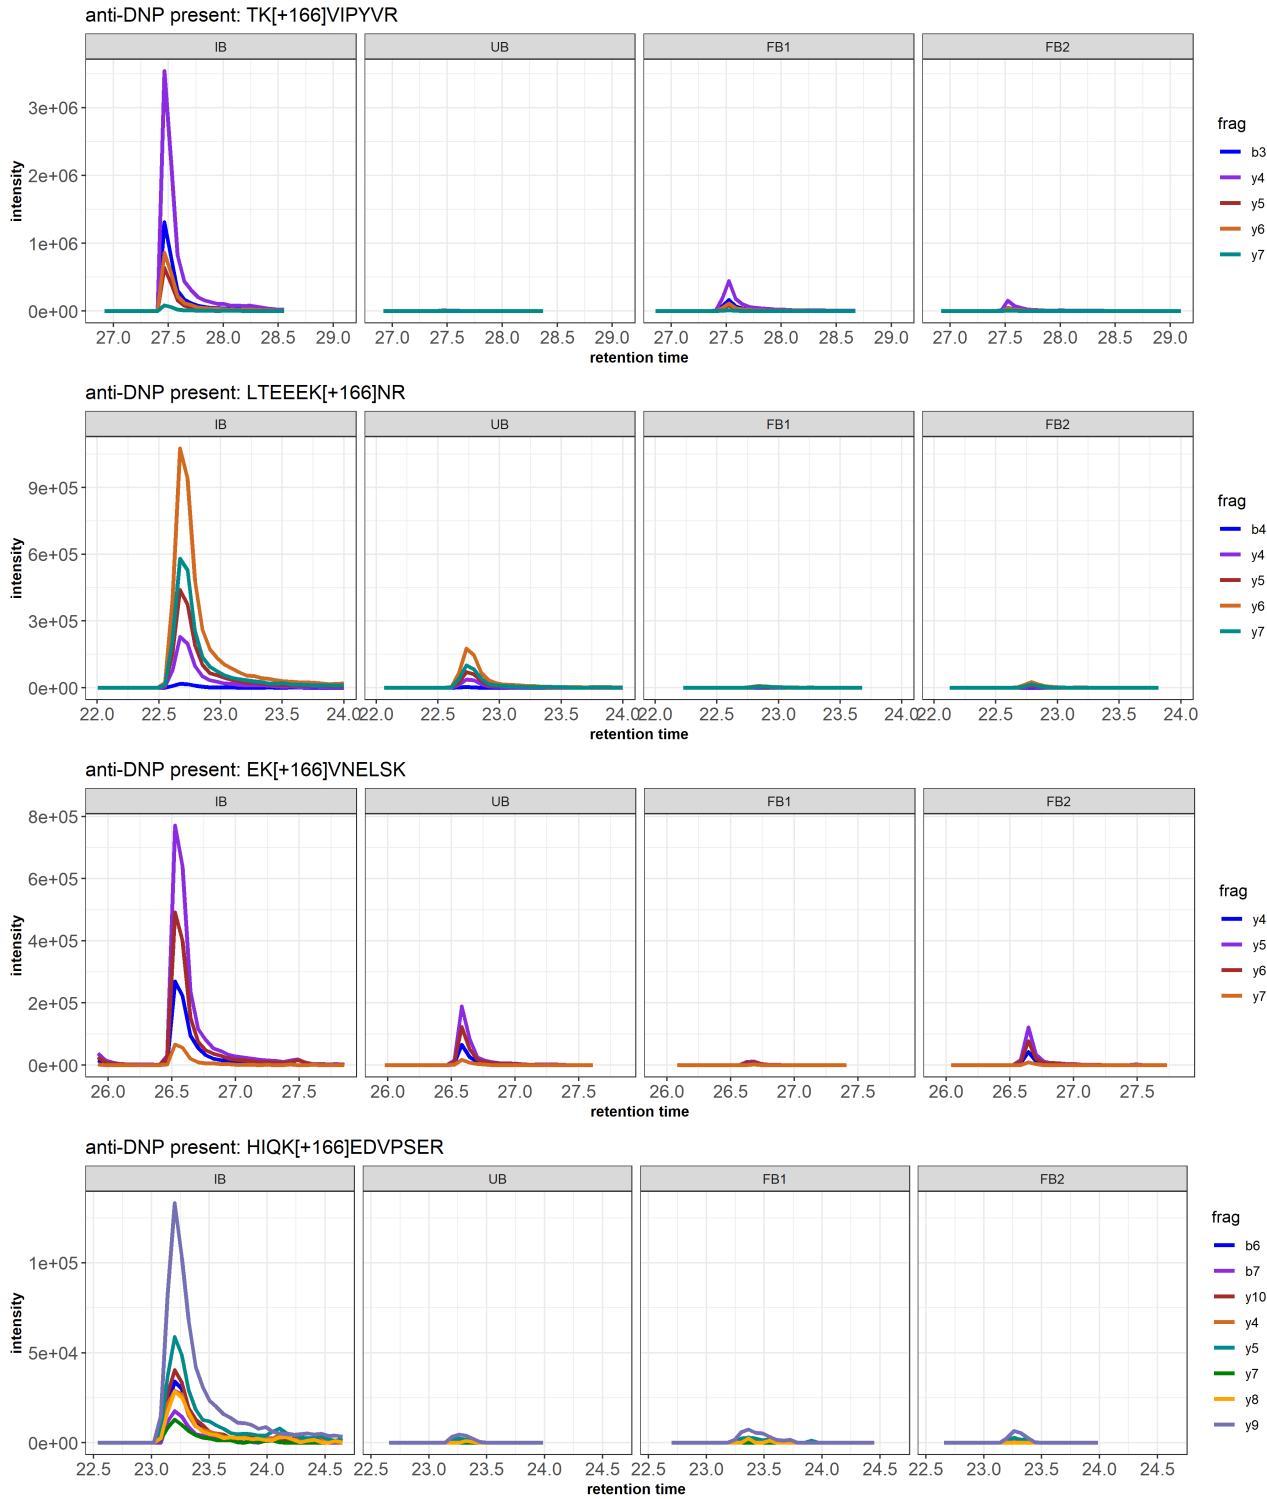 anti-DNP present: TK[+166]VIPYVR
IB UB FB1 FB2
3e+06
2e+06
1e+06
0e+00
intensity
27.0 27.5 28.0 28.5 29.0 27.0 27.5 28.0 28.5 29.0 27.0 27.5 28.0 28.5 29.0 27.0 27.5 28.0 28.5 29.0
retention time
frag
b3
y4
y5
y6
y7
anti-DNP present: LTEEEK[+166]NR
IB UB FB1 FB2
9e+05
6e+05
3e+05
0e+00
intensity
22.0 22.5 23.0 23.5 24.0 22.0 22.5 23.0 23.5 24.0 22.0 22.5 23.0 23.5 24.0 22.0 22.5 23.0 23.5 24.0
retention time
frag
b4
y4
y5
y6
y7
anti-DNP present: EK[+166]VNELSK
IB UB FB1 FB2
8e+05
6e+05
4e+05
2e+05
0e+00
intensity
26.0 26.5 27.0 27.5 26.0 26.5 27.0 27.5 26.0 26.5 27.0 27.5 26.0 26.5 27.0 27.5
retention time
frag
y4
y5
y6
y7
anti-DNP present: HIQK[+166]EDVPSER
IB UB FB1 FB2
1e+05
5e+04
0e+00
intensity
22.5 23.0 23.5 24.0 24.5 22.5 23.0 23.5 24.0 24.5 22.5 23.0 23.5 24.0 24.5 22.5 23.0 23.5 24.0 24.5
retention time
frag
b6
b7
y10
y4
y5
y7
y8
y9